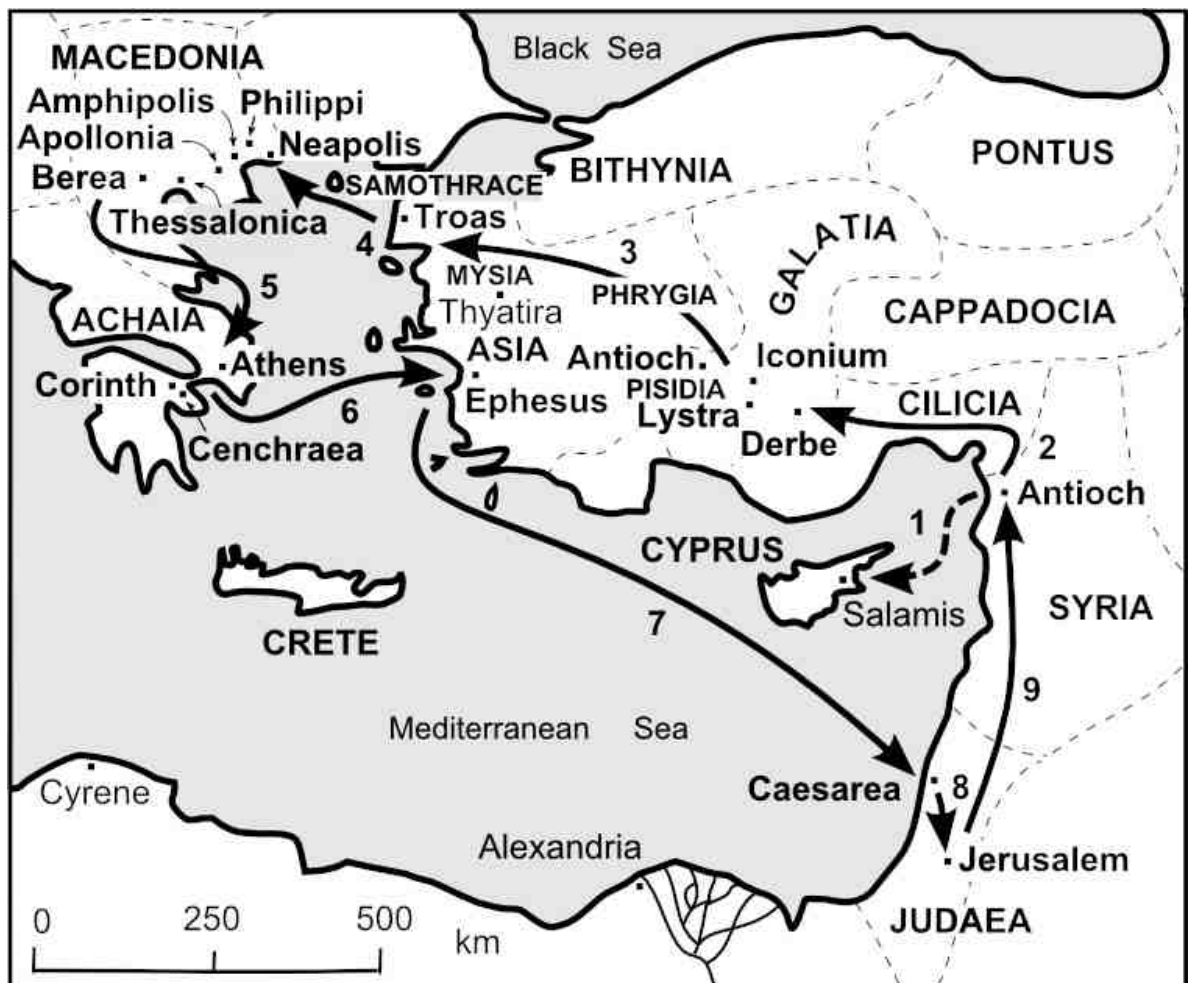 Black Sea
MACEDONIA
Amphipolis
Philippi
Apollonia
Neapolis
Berea
SAMOTHRACE
BITHYNIA
PONTUS
Thessalonica
Troas
4
3
GALATIA
5
MYSIA
Thyatira
PHRYGIA
CAPPADOCIA
ACHAIA
ASIA
Athens
Antioch
Iconium
Corinth
6
Ephesus
PISIDIA
Lystra
CILICIA
Cenchraea
Derbe
2
Antioch
1
CYPRUS
Salamis
SYRIA
CRETE
7
9
Mediterranean Sea
Cyrene
Caesarea
8
Alexandria
Jerusalem
JUDAEA
0 250 500
km